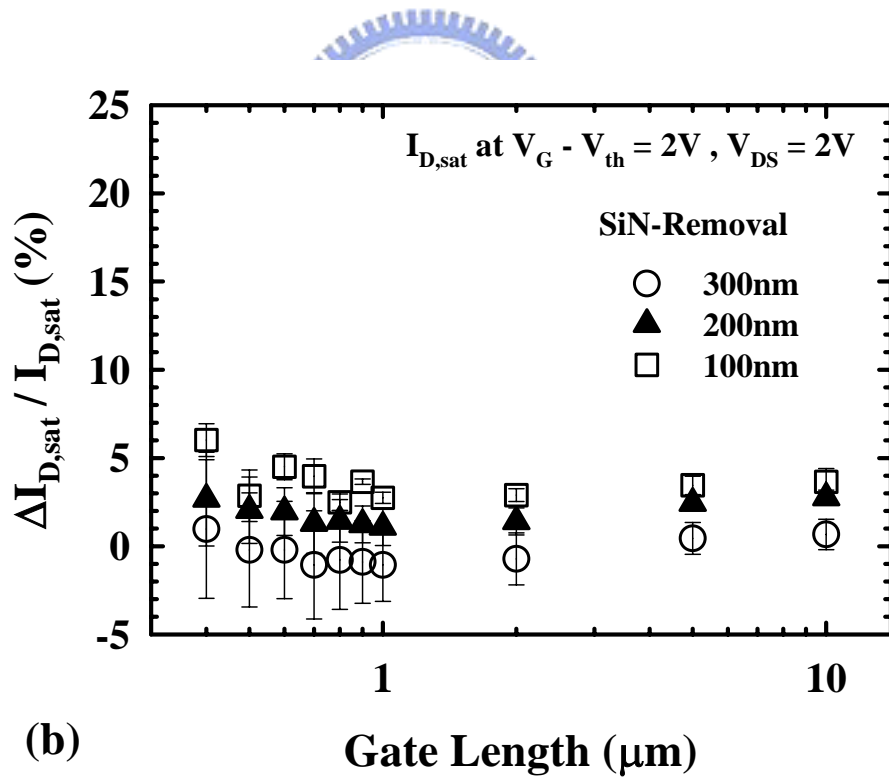 25
20
15
10
5
0
-5
ΔI_D,sat / I_D,sat (%)
I_D,sat at V_G - V_th = 2V , V_DS = 2V
SiN-Removal
300nm
200nm
100nm
1
10
(b)
Gate Length (μm)